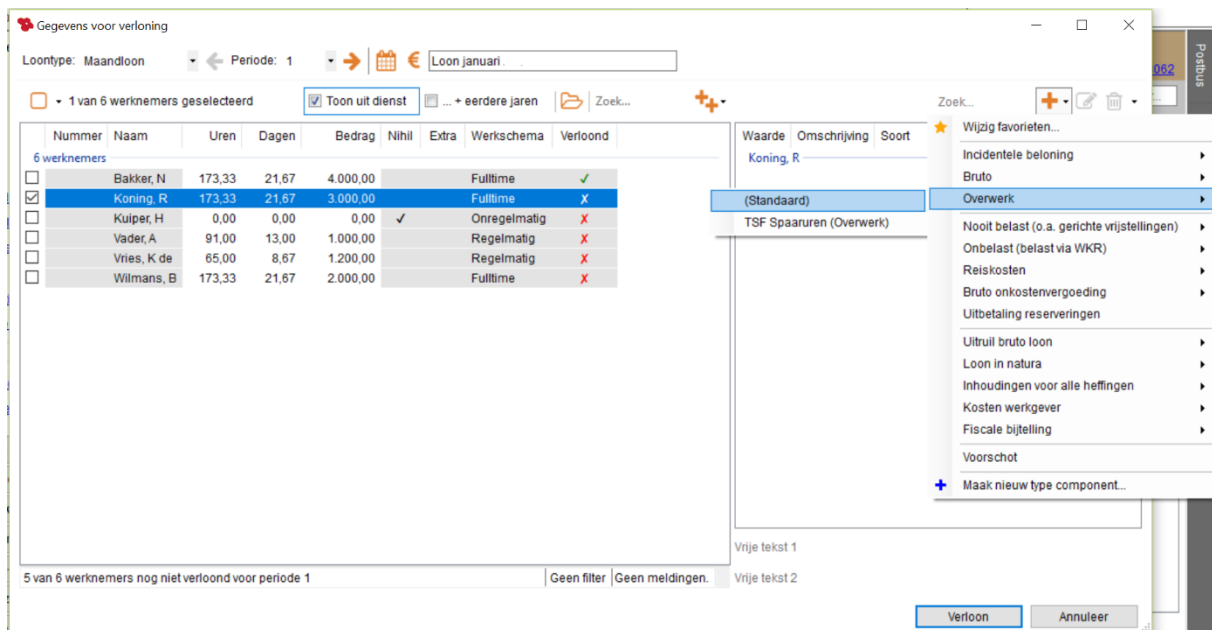 Gegevens voor verloning
Loontype: Maandloon Periode: 1 Loon januari
1 van 6 werknemers geselecteerd Toon uit dienst ... + eerdere jaren Zoek... Zoek...
Nummer Naam Uren Dagen Bedrag Nihil Extra Werkschema Verloond
6 werknemers
Bakker, N 173,33 21,67 4.000,00 Fulltime ✓
Koning, R 173,33 21,67 3.000,00 Fulltime X
Kuiper, H 0,00 0,00 0,00 ✓ Onregelmatig X
Vader, A 91,00 13,00 1.000,00 Regelmatig X
Vries, K de 65,00 8,67 1.200,00 Regelmatig X
Wilmans, B 173,33 21,67 2.000,00 Fulltime X
5 van 6 werknemers nog niet verloond voor periode 1 Geen filter Geen meldingen.
Waarde Omschrijving Soort
Koning, R
(Standaard)
TSF Spaaruren (Overwerk)
Wijzig favorieten...
Incidentele beloning
Bruto
Overwerk
Nooit belast (o.a. gerichte vrijstellingen)
Onbelast (belast via WKR)
Reiskosten
Bruto onkostenvergoeding
Uitbetaling reserveringen
Uitruil bruto loon
Loon in natura
Inhoudingen voor alle heffingen
Kosten werkgever
Fiscale bijtelling
Voorschot
Maak nieuw type component...
Vrije tekst 1
Vrije tekst 2
Verloon Annuleer
062
Postbus